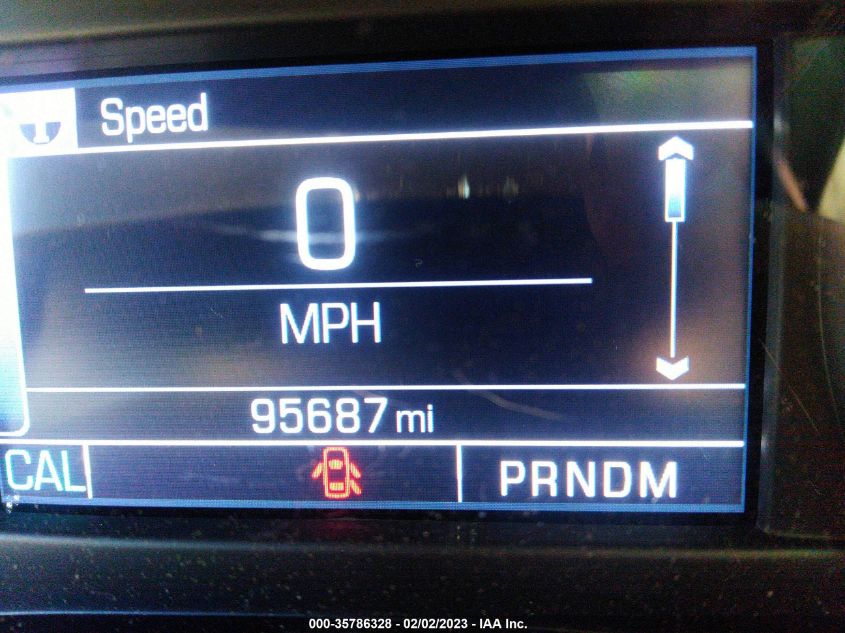 Speed
0
MPH
95687 mi
CAL PRNDM
000-35786328 - 02/02/2023 - IAA Inc.